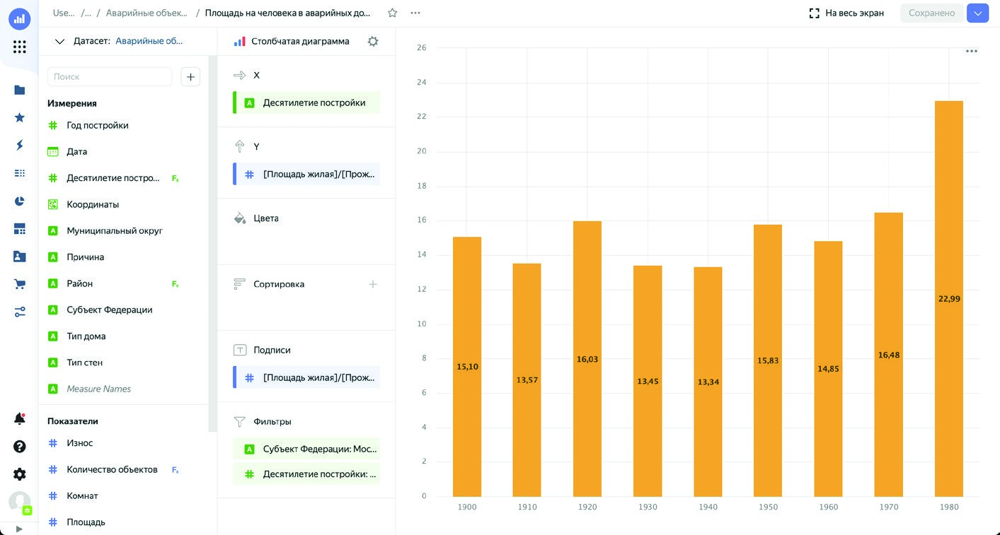 Use... / ... / Аварийные объек... / Площадь на человека в аварийных до...
На весь экран
Сохранено
Датасет: Аварийные об...
Поиск
Измерения
Год постройки
Дата
Десятилетие постро...
Координаты
Муниципальный округ
Причина
Район
Субъект Федерации
Тип дома
Тип стен
Measure Names
Показатели
Износ
Количество объектов
Комнат
Площадь
Столбчатая диаграмма
X
Десятилетие постройки
Y
[Площадь жилая]/[Прож...
Цвета
Сортировка
Подписи
[Площадь жилая]/[Прож...
Фильтры
Субъект Федерации: Мос...
Десятилетие постройки: ...
26
24
22
20
18
16
14
12
10
8
6
4
2
0
15,10
13,57
16,03
13,45
13,34
15,83
14,85
16,48
22,99
1900
1910
1920
1930
1940
1950
1960
1970
1980